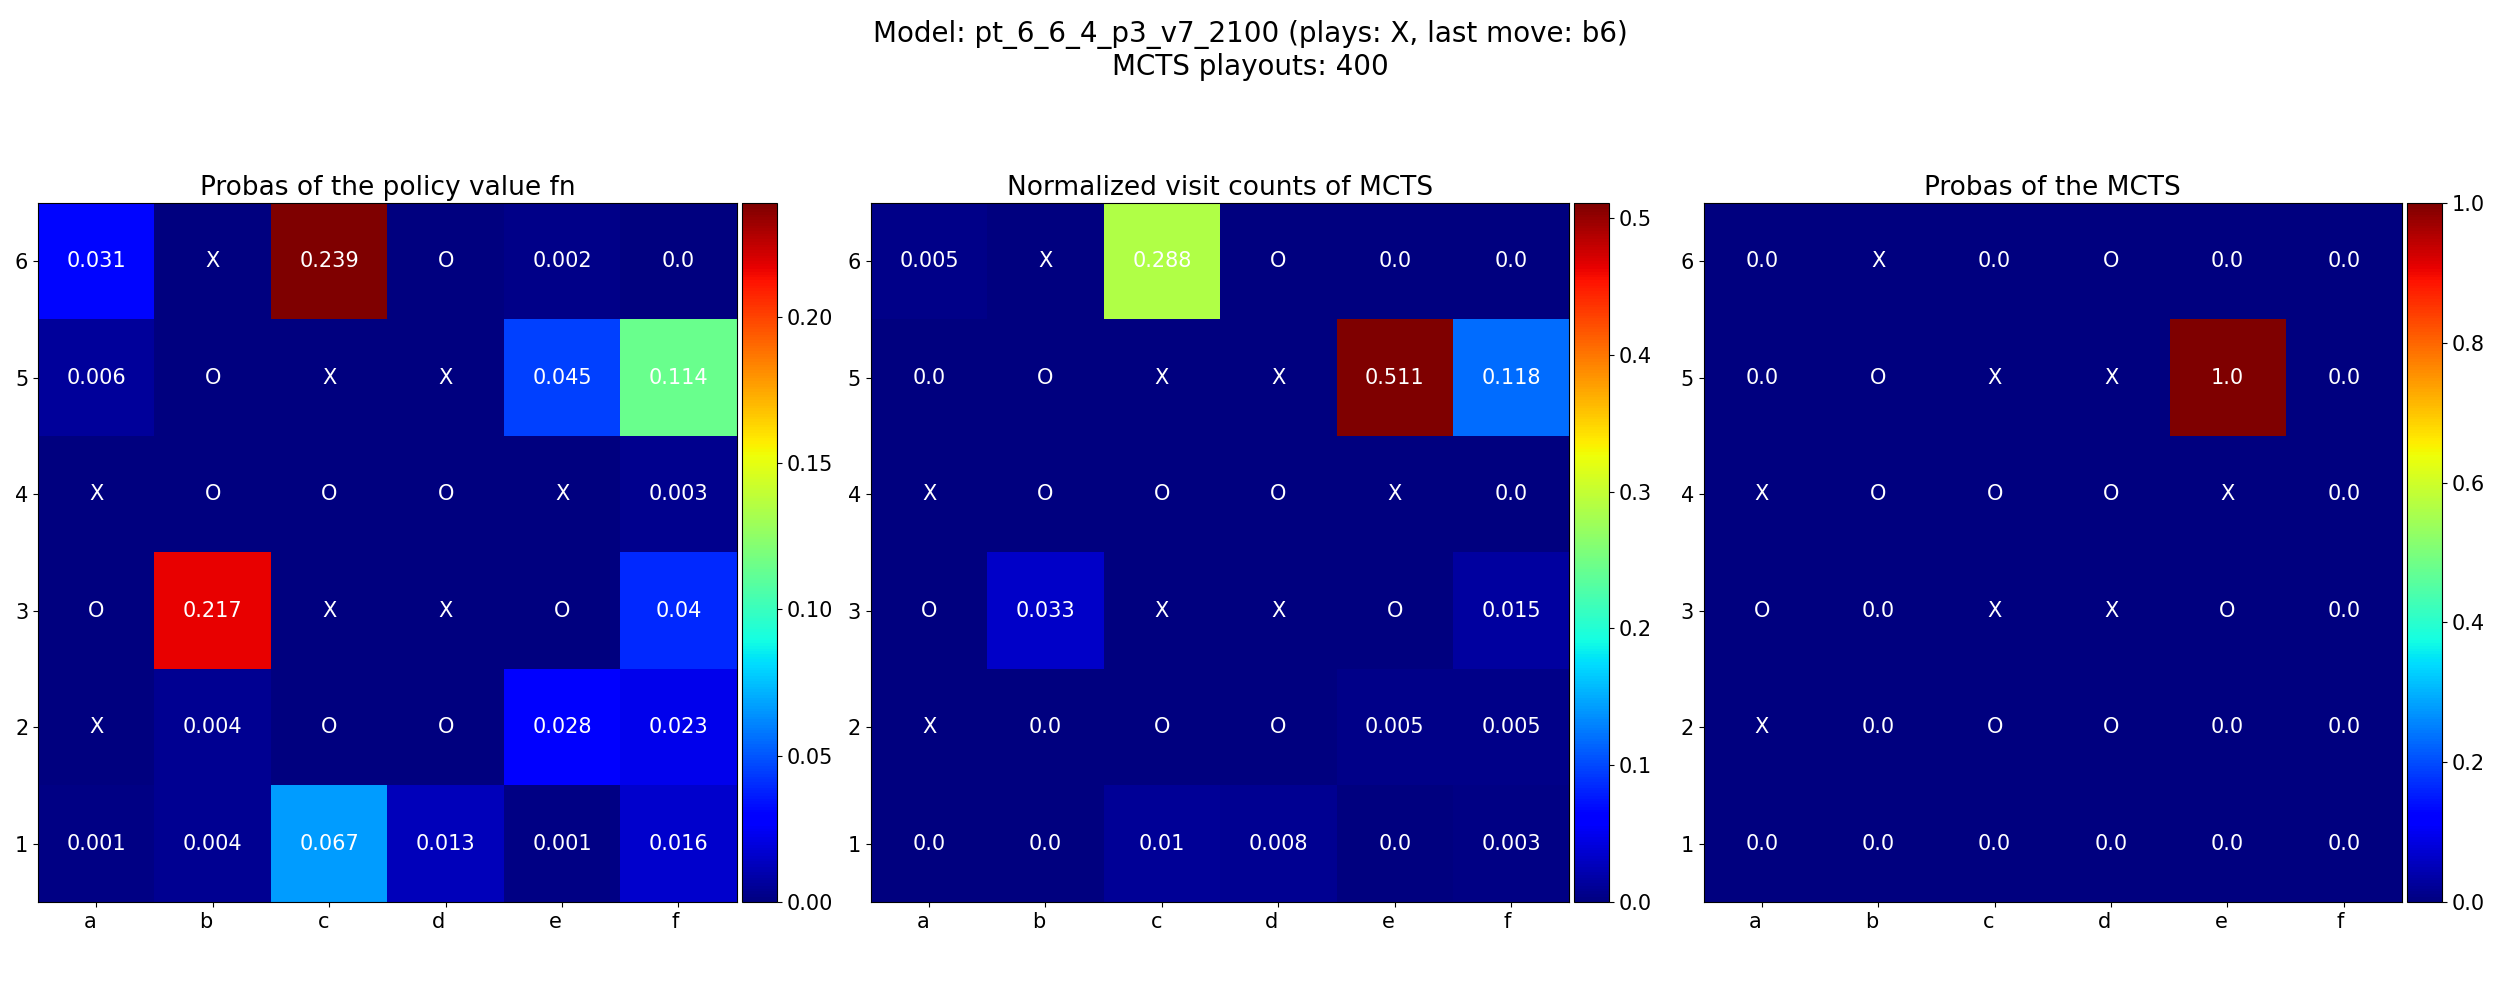 Model: pt_6_6_4_p3_v7_2100 (plays: X, last move: b6)
MCTS playouts: 400
Probas of the policy value fn
6 0.031 X 0.239 O 0.002 0.0
5 0.006 O X X 0.045 0.114
4 X O O O X 0.003
3 O 0.217 X X O 0.04
2 X 0.004 O O 0.028 0.023
1 0.001 0.004 0.067 0.013 0.001 0.016
a b c d e f
0.20
0.15
0.10
0.05
0.00
Normalized visit counts of MCTS
6 0.005 X 0.288 O 0.0 0.0
5 0.0 O X X 0.511 0.118
4 X O O O X 0.0
3 O 0.033 X X O 0.015
2 X 0.0 O O 0.005 0.005
1 0.0 0.0 0.01 0.008 0.0 0.003
a b c d e f
0.5
0.4
0.3
0.2
0.1
0.0
Probas of the MCTS
6 0.0 X 0.0 O 0.0 0.0
5 0.0 O X X 1.0 0.0
4 X O O O X 0.0
3 O 0.0 X X O 0.0
2 X 0.0 O O 0.0 0.0
1 0.0 0.0 0.0 0.0 0.0 0.0
a b c d e f
1.0
0.8
0.6
0.4
0.2
0.0